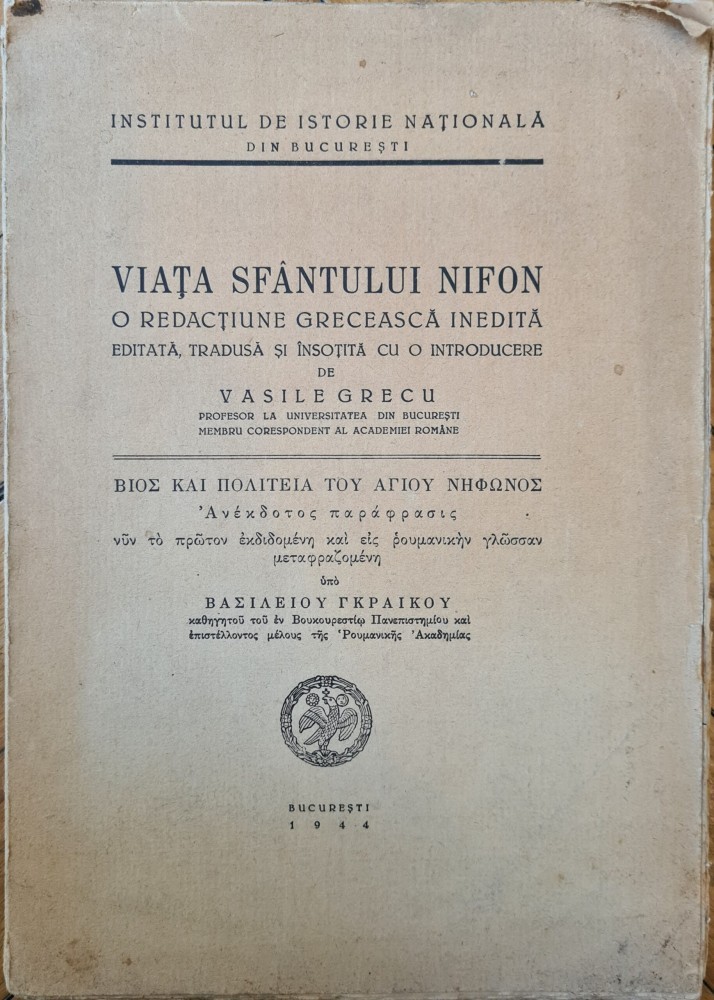 INSTITUTUL DE ISTORIE NAȚIONALĂ
DIN BUCUREȘTI
VIAȚA SFÂNTULUI NIFON
O REDACȚIUNE GRECEASCĂ INEDITĂ
EDITATĂ, TRADUSĂ ȘI ÎNSOȚITĂ CU O INTRODUCERE
DE
VASILE GRECU
PROFESOR LA UNIVERSITATEA DIN BUCUREȘTI
MEMBRU CORESPONDENT AL ACADEMIEI ROMÂNE
ΒΙΟΣ ΚΑΙ ΠΟΛΙΤΕΙΑ ΤΟΥ ΑΓΙΟΥ ΝΗΦΩΝΟΣ
Ἀνέκδοτος παράφρασις
νῦν τὸ πρῶτον ἐκδιδομένη καὶ εἰς ῥουμανικὴν γλῶσσαν
μεταφραζομένη
ὑπὸ
ΒΑΣΙΛΕΙΟΥ ΓΚΡΑΙΚΟΥ
καθηγητοῦ τοῦ ἐν Βουκουρεστίῳ Πανεπιστημίου καὶ
ἐπιστέλλοντος μέλους τῆς Ῥουμανικῆς Ἀκαδημίας
BUCUREȘTI
1944